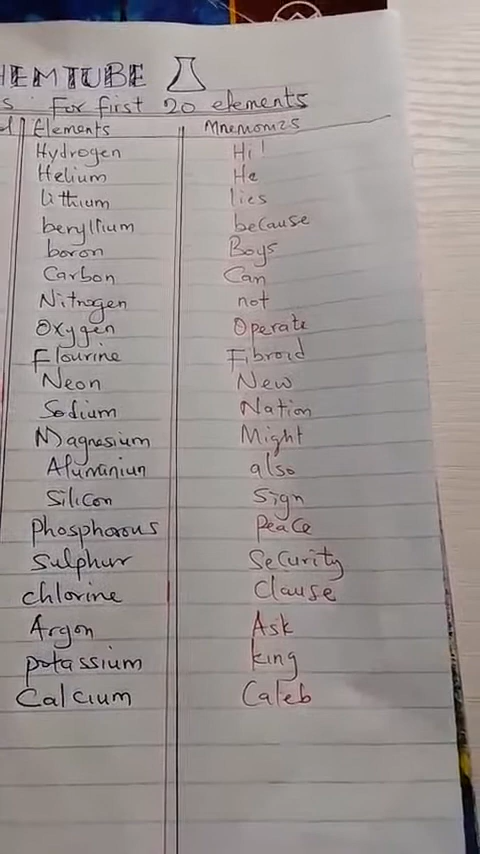 HEMTUBE
s For first 20 elements
d Elements Mnemonics
Hydrogen Hi!
Helium He
lithium lies
beryllium because
boron Boys
Carbon Can
Nitrogen not
Oxygen Operate
Flourine Fibroid
Neon New
Sodium Nation
Magnesium Might
Aluminiun also
Silicon Sign
Phosphorous Peace
Sulphur Security
chlorine Clause
Argon Ask
potassium king
Calcium Caleb